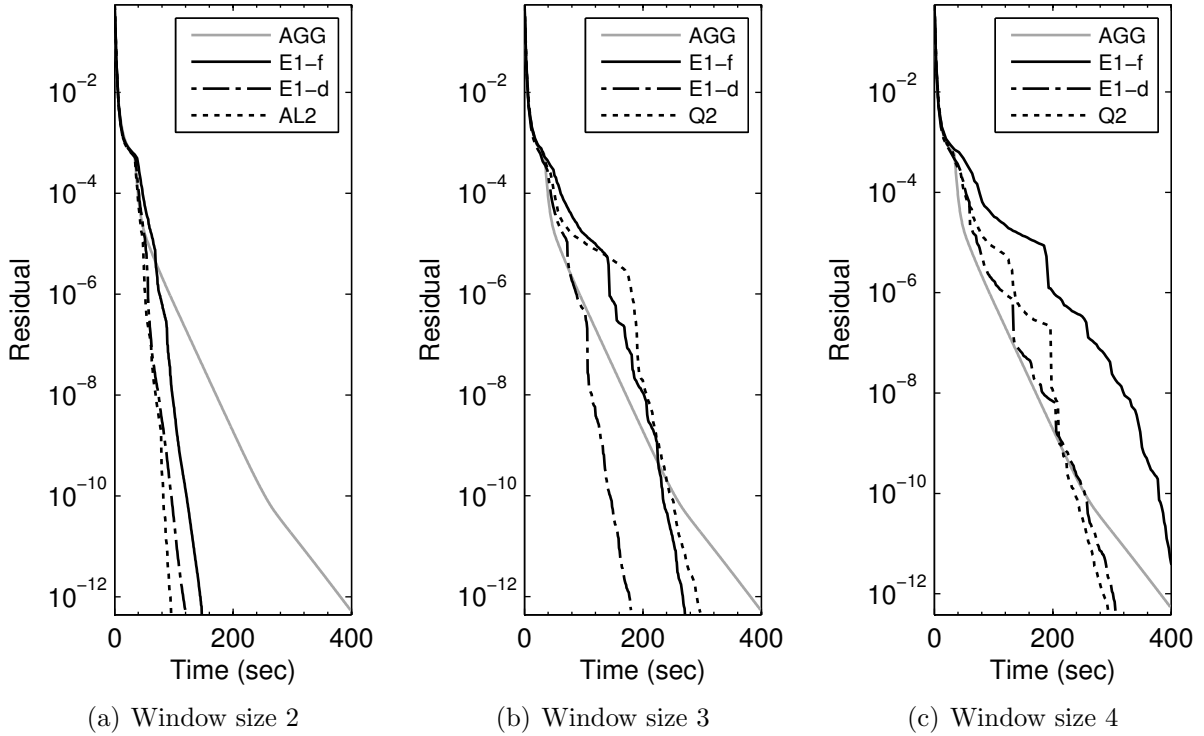 AGG
E1−f
E1−d
AL2
10−2
10−4
10−6
10−8
10−10
10−12
Residual
0
200
400
Time (sec)
(a) Window size 2
AGG
E1−f
E1−d
Q2
10−2
10−4
10−6
10−8
10−10
10−12
Residual
0
200
400
Time (sec)
(b) Window size 3
AGG
E1−f
E1−d
Q2
10−2
10−4
10−6
10−8
10−10
10−12
Residual
0
200
400
Time (sec)
(c) Window size 4